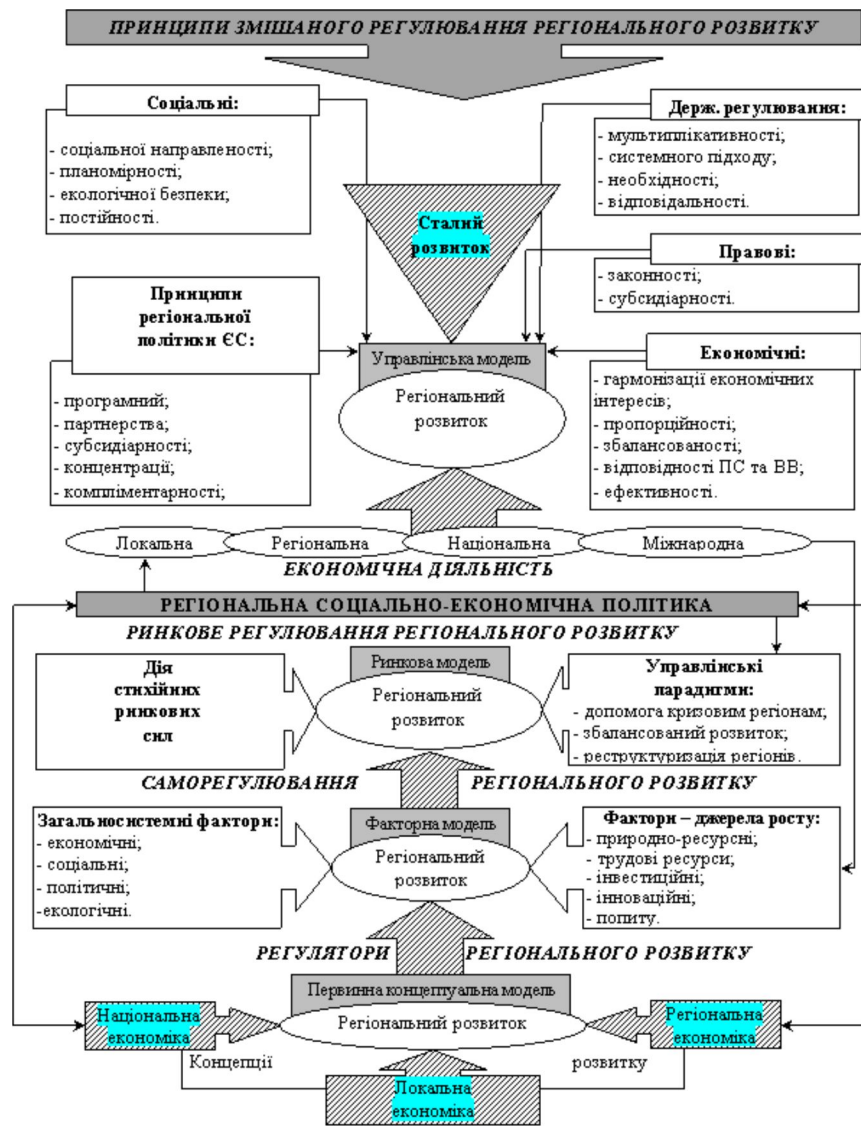 ПРИНЦИПИ ЗМІШАНОГО РЕГУЛЮВАННЯ РЕГІОНАЛЬНОГО РОЗВИТКУ
Соціальні:
- соціальної направленості;
- планомірності;
- екологічної безпеки;
- постійності.
Держ. регулювання:
- мультиплікативності;
- системного підходу;
- необхідності;
- відповідальності.
Сталий
розвиток
Правові:
- законності;
- субсидіарності.
Принципи
регіональної
політики ЄС:
- програмний;
- партнерства;
- субсидіарності;
- концентрації;
- компліментарності;
Управлінська модель
Регіональний
розвиток
Економічні:
- гармонізації економічних
інтересів;
- пропорційності;
- збалансованості;
- відповідності ПС та ВВ;
- ефективності.
Локальна
Регіональна
Національна
Міжнародна
ЕКОНОМІЧНА ДІЯЛЬНІСТЬ
РЕГІОНАЛЬНА СОЦІАЛЬНО-ЕКОНОМІЧНА ПОЛІТИКА
РИНКОВЕ РЕГУЛЮВАННЯ РЕГІОНАЛЬНОГО РОЗВИТКУ
Дія
стихійних
ринкових
сил
Ринкова модель
Регіональний
розвиток
Управлінські
парадигми:
- допомога кризовим регіонам;
- збалансований розвиток;
- реструктуризація регіонів.
САМОРЕГУЛЮВАННЯ РЕГІОНАЛЬНОГО РОЗВИТКУ
Загальносистемні фактори:
- економічні;
- соціальні;
- політичні;
-екологічні.
Факторна модель
Регіональний
розвиток
Фактори – джерела росту:
- природно-ресурсні;
- трудові ресурси;
- інвестиційні;
- інноваційні;
- попиту.
РЕГУЛЯТОРИ РЕГІОНАЛЬНОГО РОЗВИТКУ
Первинна концептуальна модель
Регіональний розвиток
Національна
економіка
Регіональна
економіка
Концепції розвитку
Локальна
економіка